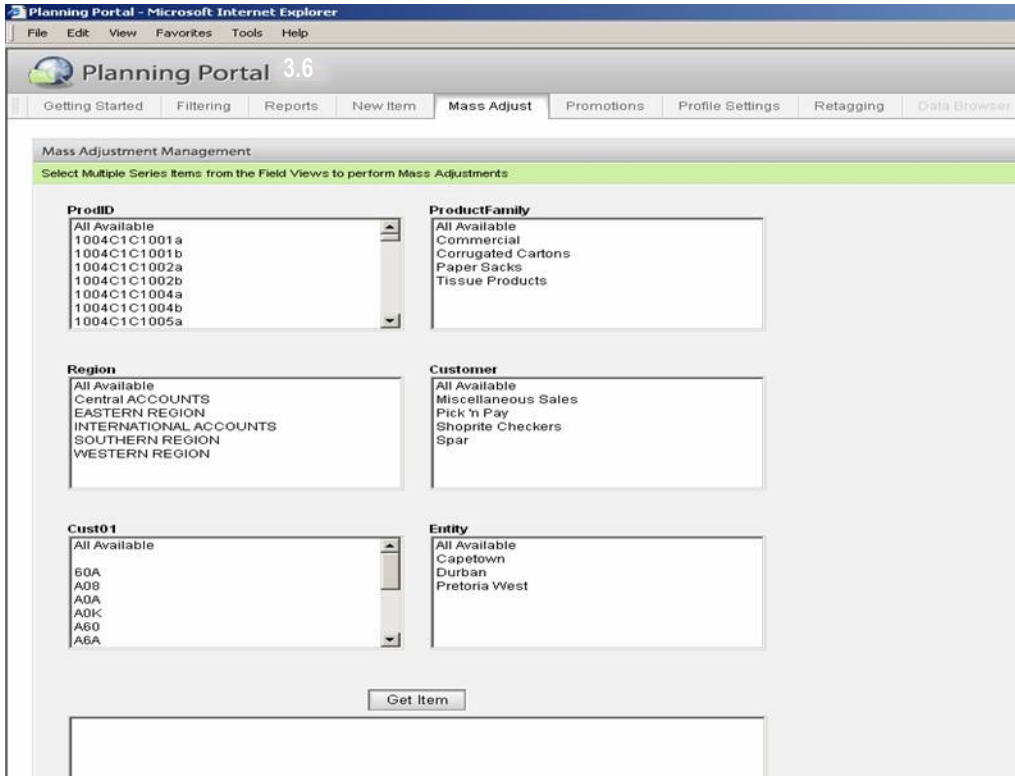 Planning Portal - Microsoft Internet Explorer
File Edit View Favorites Tools Help
Planning Portal 3.6
Getting Started Filtering Reports New Item Mass Adjust Promotions Profile Settings Retagging Data Browser
Mass Adjustment Management
Select Multiple Series Items from the Field Views to perform Mass Adjustments
ProdID
All Available
1004C1C1001a
1004C1C1001b
1004C1C1002a
1004C1C1002b
1004C1C1004a
1004C1C1004b
1004C1C1005a
ProductFamily
All Available
Commercial
Corrugated Cartons
Paper Sacks
Tissue Products
Region
All Available
Central ACCOUNTS
EASTERN REGION
INTERNATIONAL ACCOUNTS
SOUTHERN REGION
WESTERN REGION
Customer
All Available
Miscellaneous Sales
Pick 'n Pay
Shoprite Checkers
Spar
Cust01
All Available
60A
A08
A0A
A0K
A60
A6A
Entity
All Available
Capetown
Durban
Pretoria West
Get Item